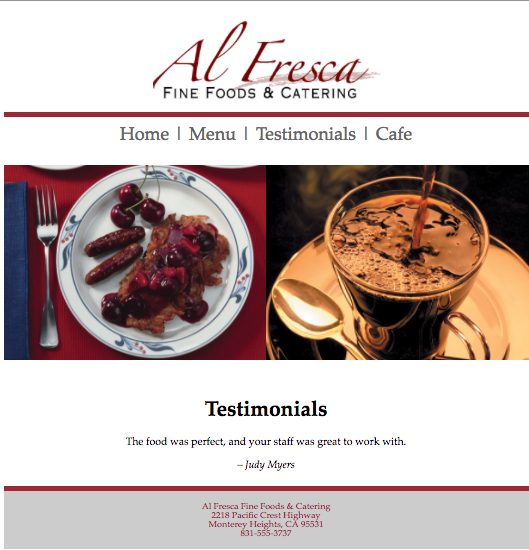 Al Fresca
FINE FOODS & CATERING
Home | Menu | Testimonials | Cafe
Testimonials
The food was perfect, and your staff was great to work with.
– Judy Myers
Al Fresca Fine Foods & Catering
2218 Pacific Crest Highway
Monterey Heights, CA 95531
831-555-3737